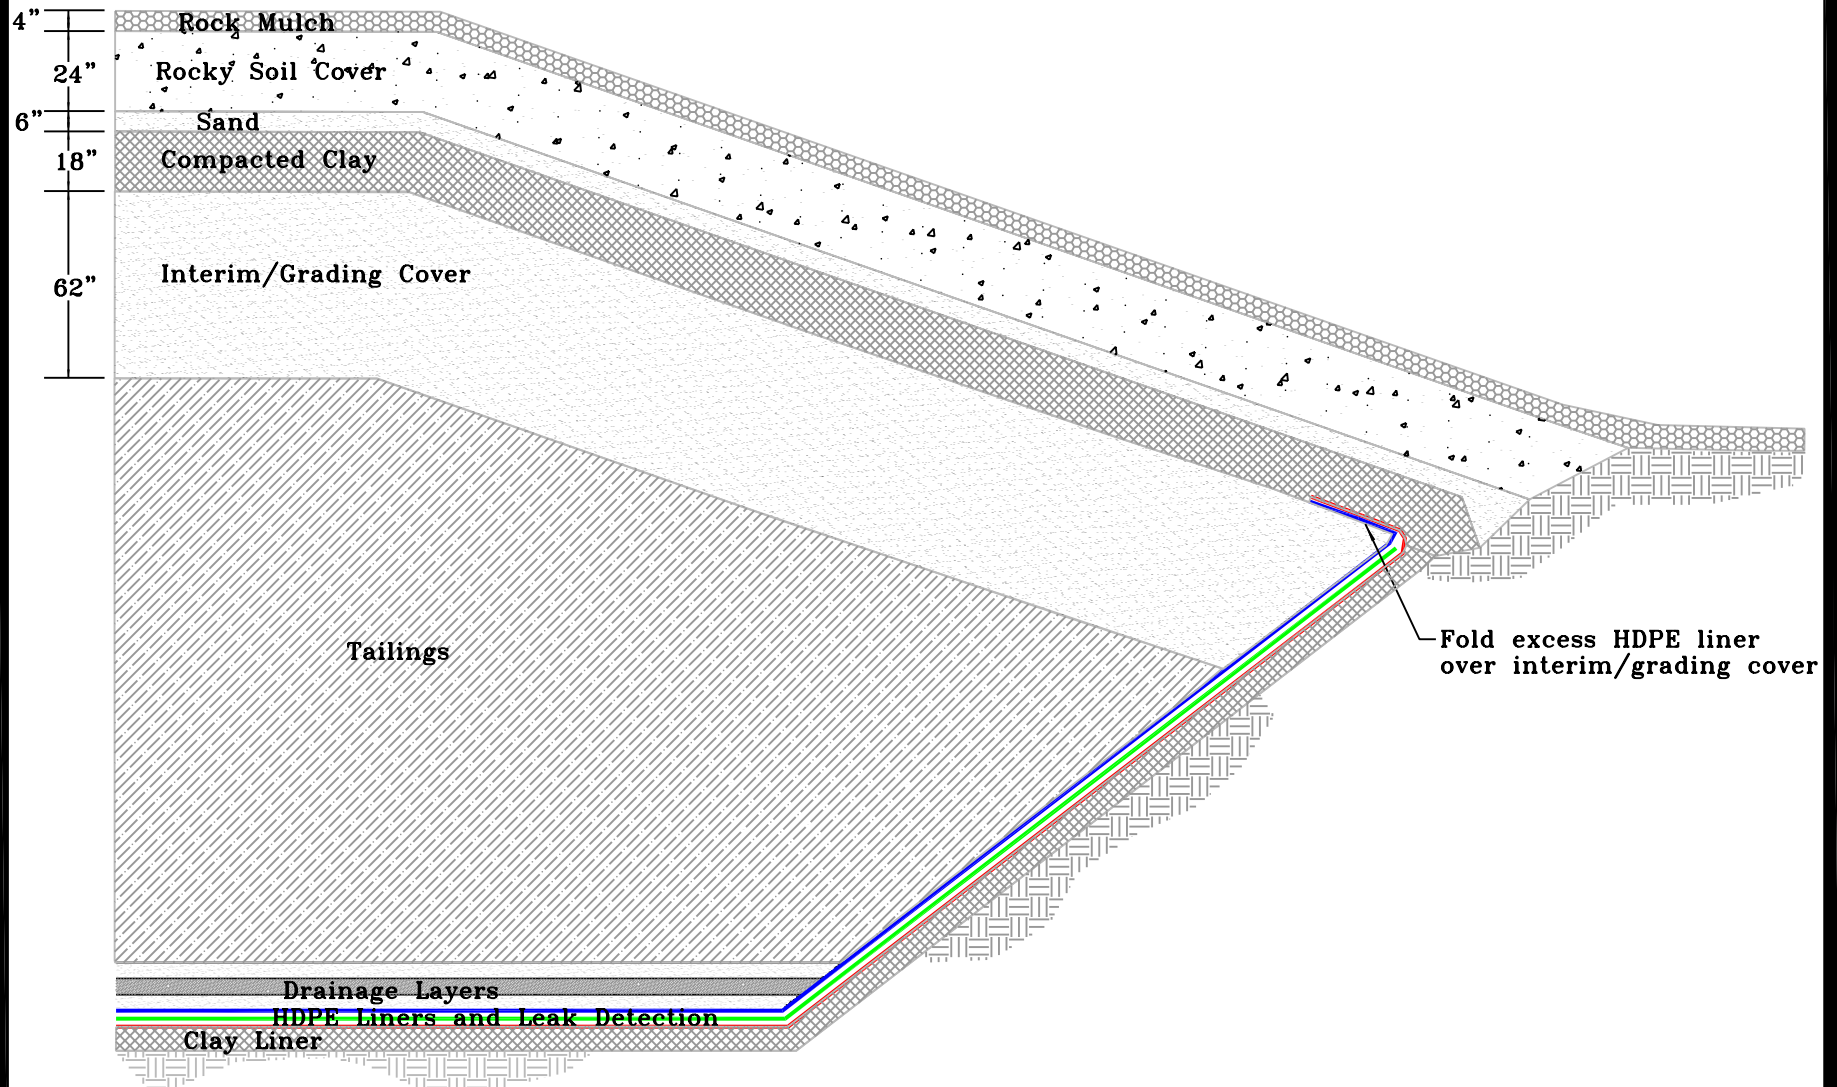 4" Rock Mulch
24" Rocky Soil Cover
6" Sand
18" Compacted Clay
62" Interim/Grading Cover
Tailings
Fold excess HDPE liner
over interim/grading cover
Drainage Layers
HDPE Liners and Leak Detection
Clay Liner